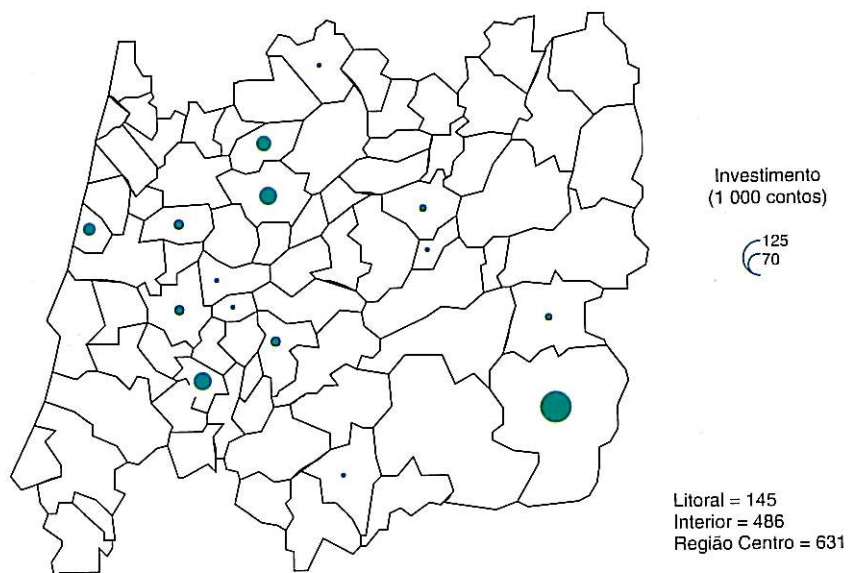 Investimento
(1 000 contos)
125
70
Litoral = 145
Interior = 486
Região Centro = 631